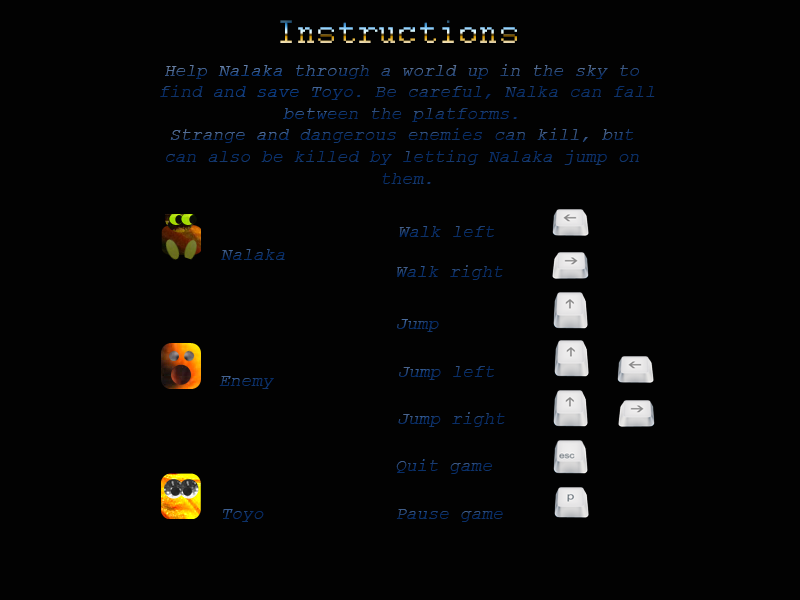 Instructions
Help Nalaka through a world up in the sky to
find and save Toyo. Be careful, Nalka can fall
between the platforms.
Strange and dangerous enemies can kill, but
can also be killed by letting Nalaka jump on
them.
Nalaka
Enemy
Toyo
Walk left ←
Walk right →
Jump ↑
Jump left ↑ ←
Jump right ↑ →
Quit game esc
Pause game p